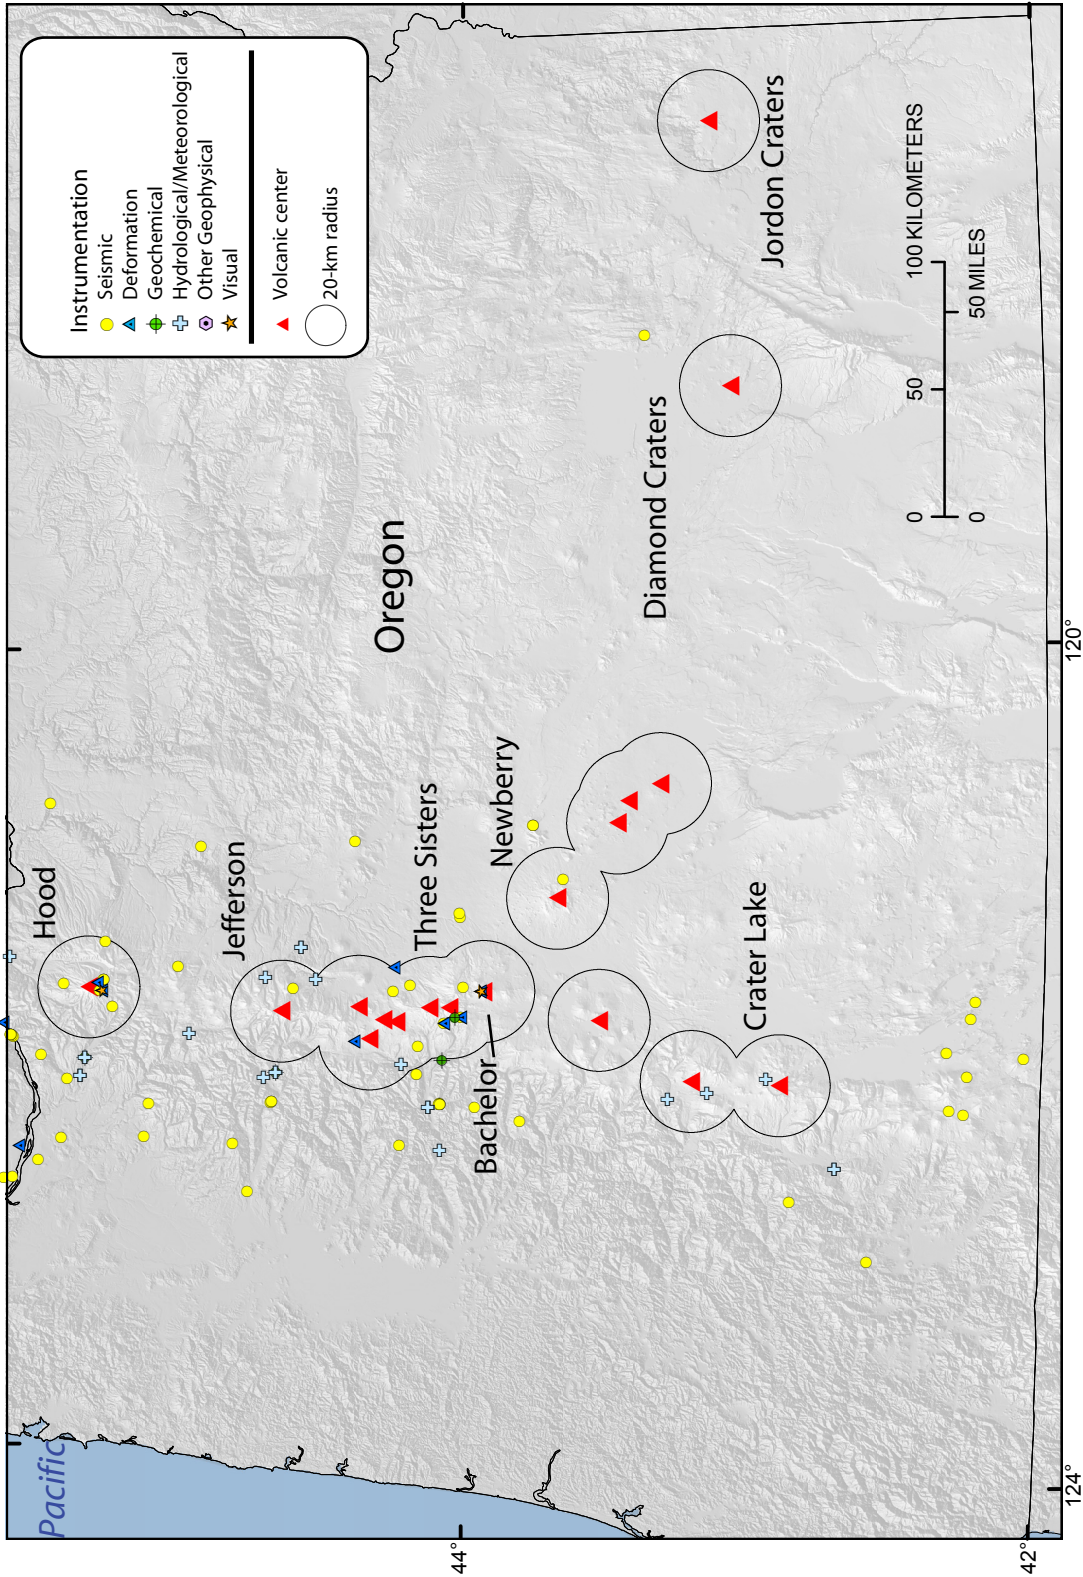 Instrumentation
Seismic
Deformation
Geochemical
Hydrological/Meteorological
Other Geophysical
Visual
Volcanic center
20-km radius
Hood
Jefferson
Three Sisters
Newberry
Bachelor
Crater Lake
Oregon
Diamond Craters
Jordon Craters
Pacific
0 50 100 KILOMETERS
0 50 MILES
44°
42°
124°
120°